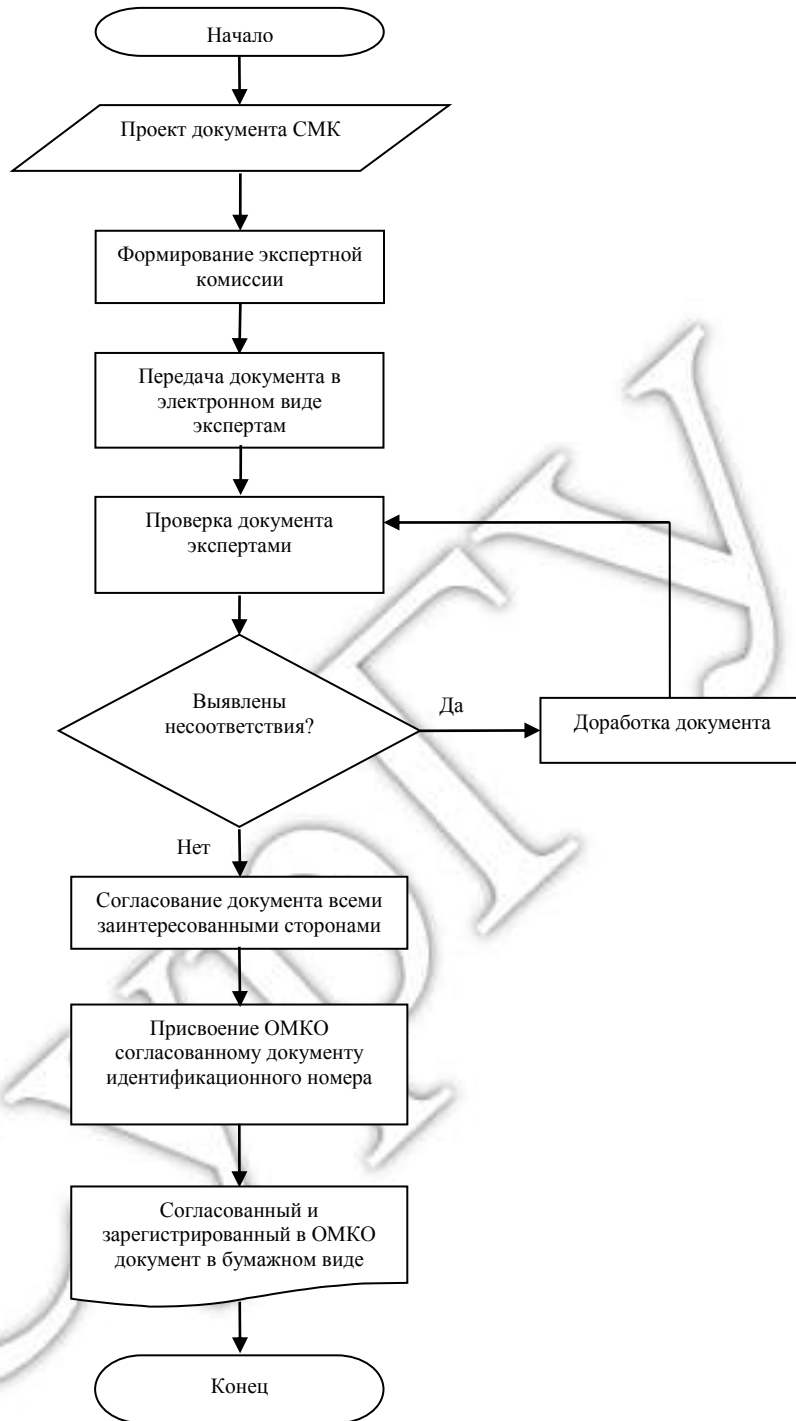 Начало
Проект документа СМК
Формирование экспертной
комиссии
Передача документа в
электронном виде
экспертам
Проверка документа
экспертами
Выявлены
несоответствия?
Да
Доработка документа
Нет
Согласование документа всеми
заинтересованными сторонами
Присвоение ОМКО
согласованному документу
идентификационного номера
Согласованный и
зарегистрированный в ОМКО
документ в бумажном виде
Конец